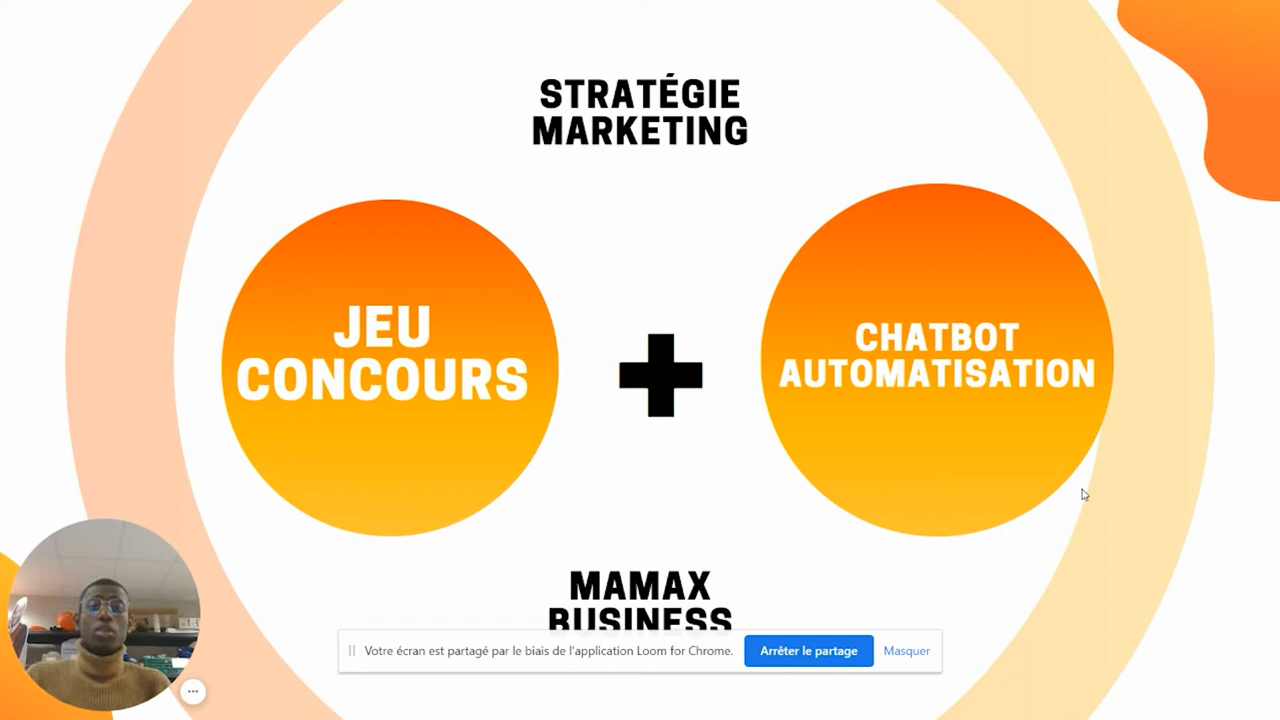 STRATÉGIE
MARKETING
JEU
CONCOURS
CHATBOT
AUTOMATISATION
MAMAX
BUSINESS
Votre écran est partagé par le biais de l'application Loom for Chrome.
Arrêter le partage
Masquer